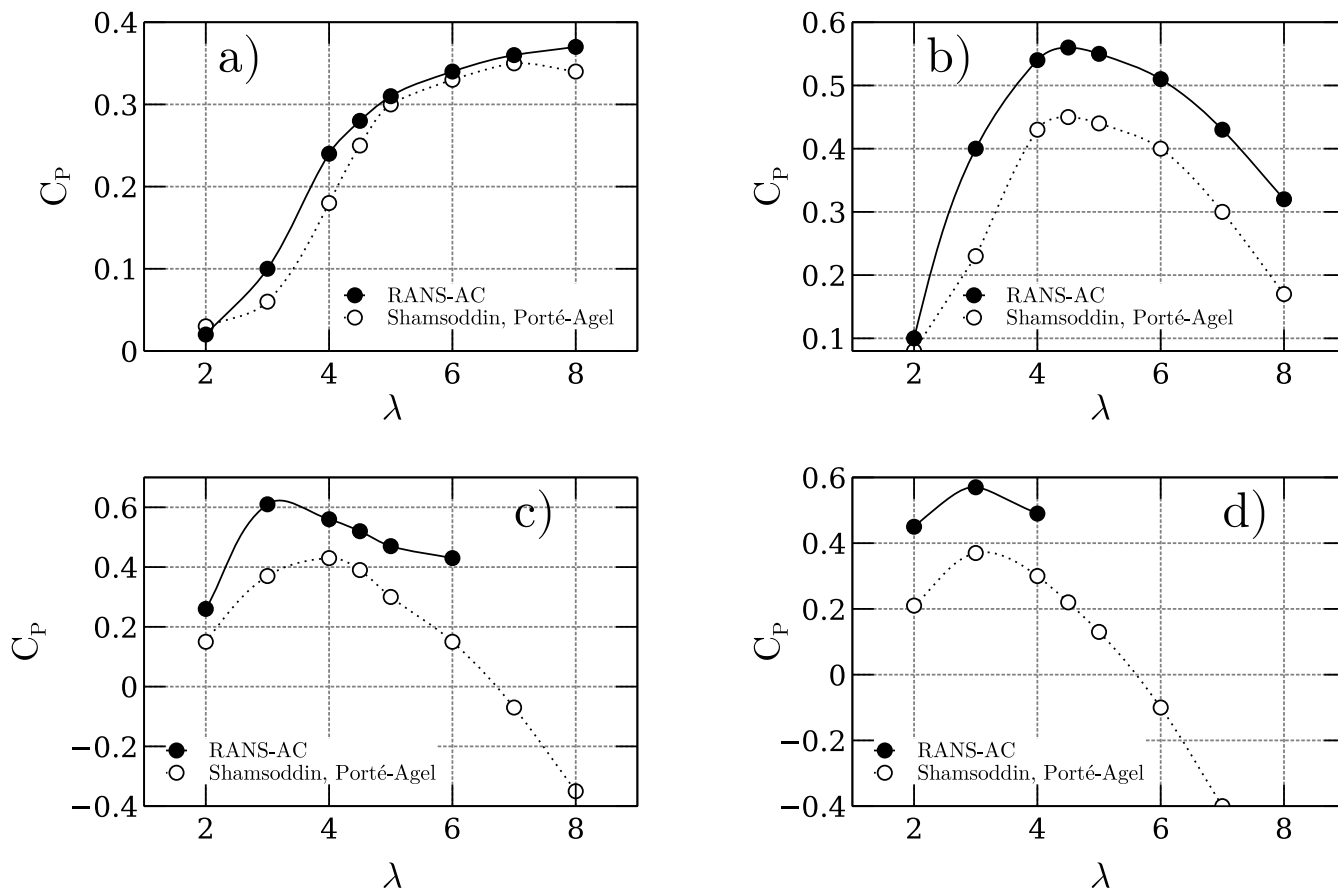 0.4
a)
0.3
C_P
0.2
0.1
RANS-AC
Shamsoddin, Porté-Agel
0
2 4 6 8
λ
0.6
b)
0.5
0.4
C_P
0.3
0.2
RANS-AC
Shamsoddin, Porté-Agel
0.1
2 4 6 8
λ
0.6
c)
0.4
0.2
C_P
0
−0.2
RANS-AC
Shamsoddin, Porté-Agel
−0.4
2 4 6 8
λ
0.6
d)
0.4
0.2
C_P
0
−0.2
RANS-AC
Shamsoddin, Porté-Agel
−0.4
2 4 6 8
λ